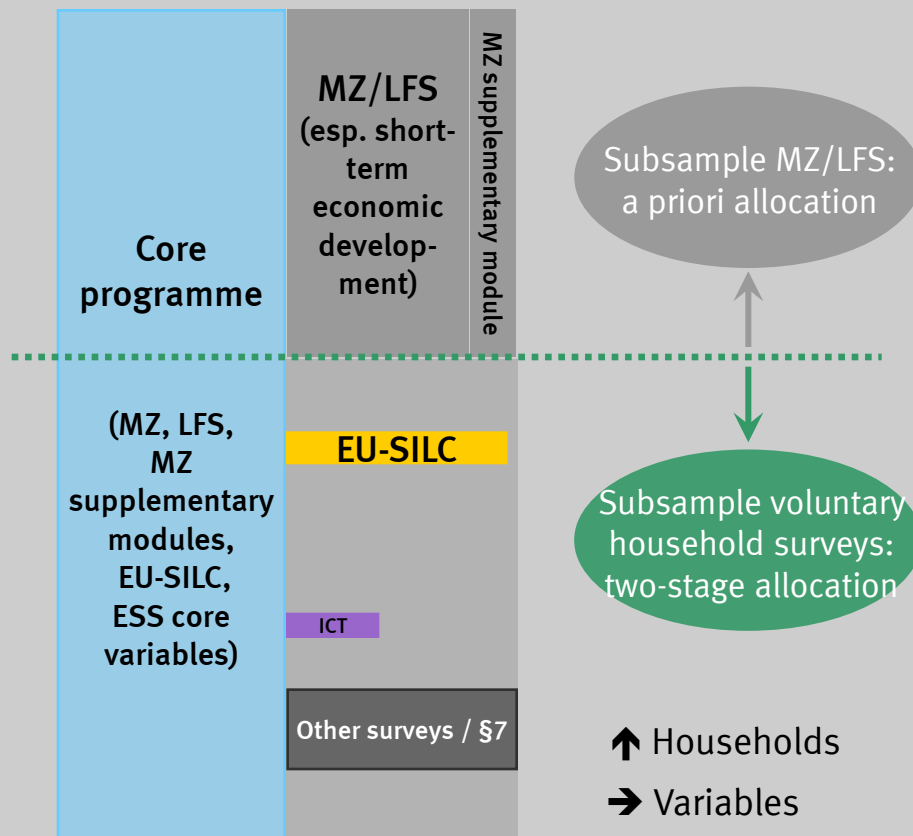 Core
programme
(MZ, LFS,
MZ
supplementary
modules,
EU-SILC,
ESS core
variables)
MZ/LFS
(esp. short-
term
economic
develop-
ment)
MZ supplementary module
EU-SILC
ICT
Other surveys / §7
Subsample MZ/LFS:
a priori allocation
Subsample voluntary
household surveys:
two-stage allocation
Households
Variables